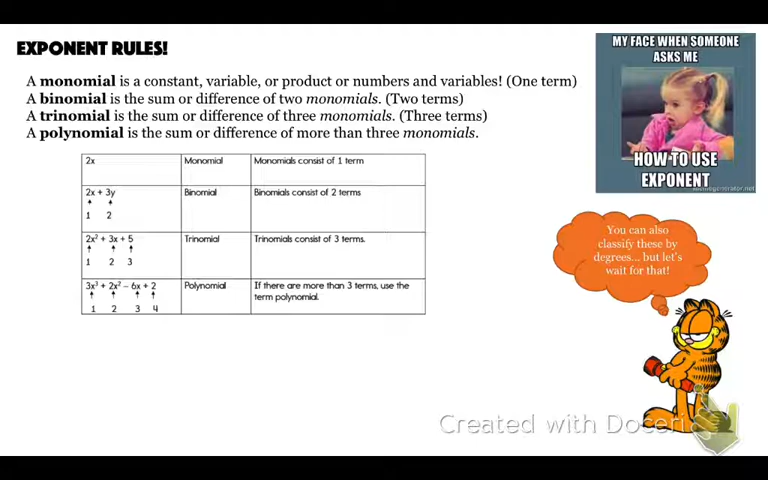 EXPONENT RULES!
A monomial is a constant, variable, or product or numbers and variables! (One term)
A binomial is the sum or difference of two monomials. (Two terms)
A trinomial is the sum or difference of three monomials. (Three terms)
A polynomial is the sum or difference of more than three monomials.
2x Monomial Monomials consist of 1 term
2x + 3y Binomial Binomials consist of 2 terms
1 2
2x² + 3x + 5 Trinomial Trinomials consist of 3 terms.
1 2 3
3x³ + 2x² – 6x + 2 Polynomial If there are more than 3 terms, use the
term polynomial.
1 2 3 4
MY FACE WHEN SOMEONE
ASKS ME
HOW TO USE
EXPONENT
You can also
classify these by
degrees... but let's
wait for that!
Created with Doceri